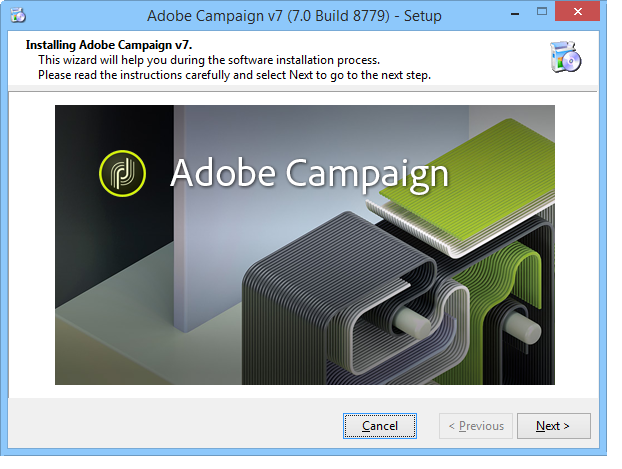 Adobe Campaign v7 (7.0 Build 8779) - Setup
Installing Adobe Campaign v7.
This wizard will help you during the software installation process.
Please read the instructions carefully and select Next to go to the next step.
Adobe Campaign
Cancel
< Previous
Next >